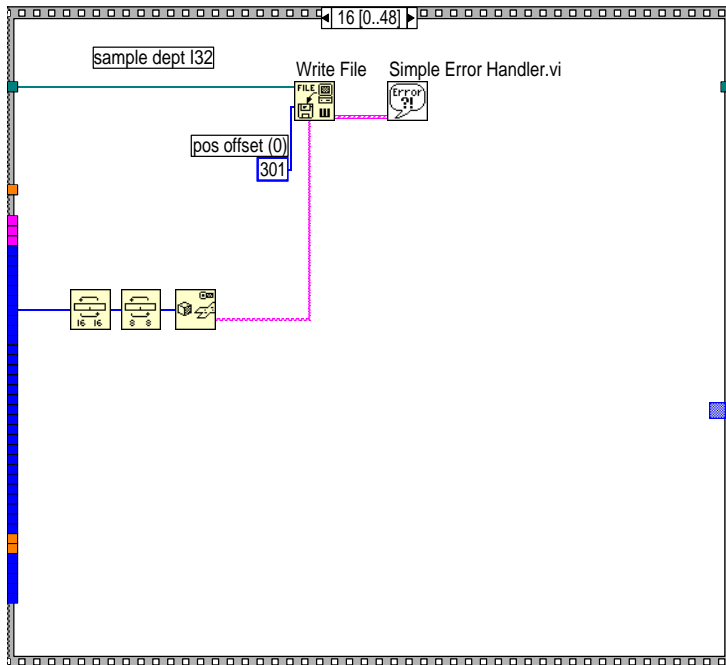 16 [0..48]
sample dept I32
Write File
Simple Error Handler.vi
FILE
Error
?!
pos offset (0)
301
16 16
8 8